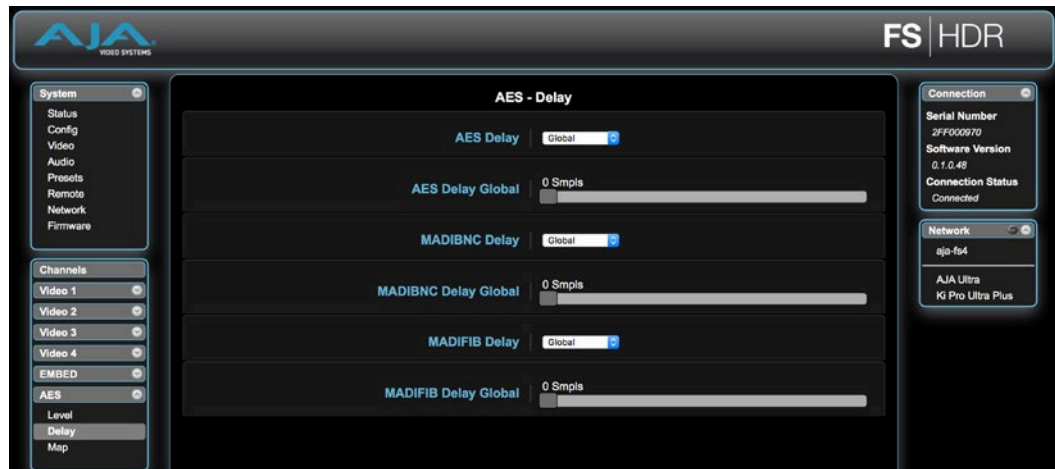 AJA
VIDEO SYSTEMS
FS|HDR
System
Status
Config
Video
Audio
Presets
Remote
Network
Firmware
Channels
Video 1
Video 2
Video 3
Video 4
EMBED
AES
Level
Delay
Map
AES - Delay
AES Delay
Global
AES Delay Global
0 Smpls
MADIBNC Delay
Global
MADIBNC Delay Global
0 Smpls
MADIFIB Delay
Global
MADIFIB Delay Global
0 Smpls
Connection
Serial Number
2FF000970
Software Version
0.1.0.48
Connection Status
Connected
Network
aja-fs4
AJA Ultra
Ki Pro Ultra Plus